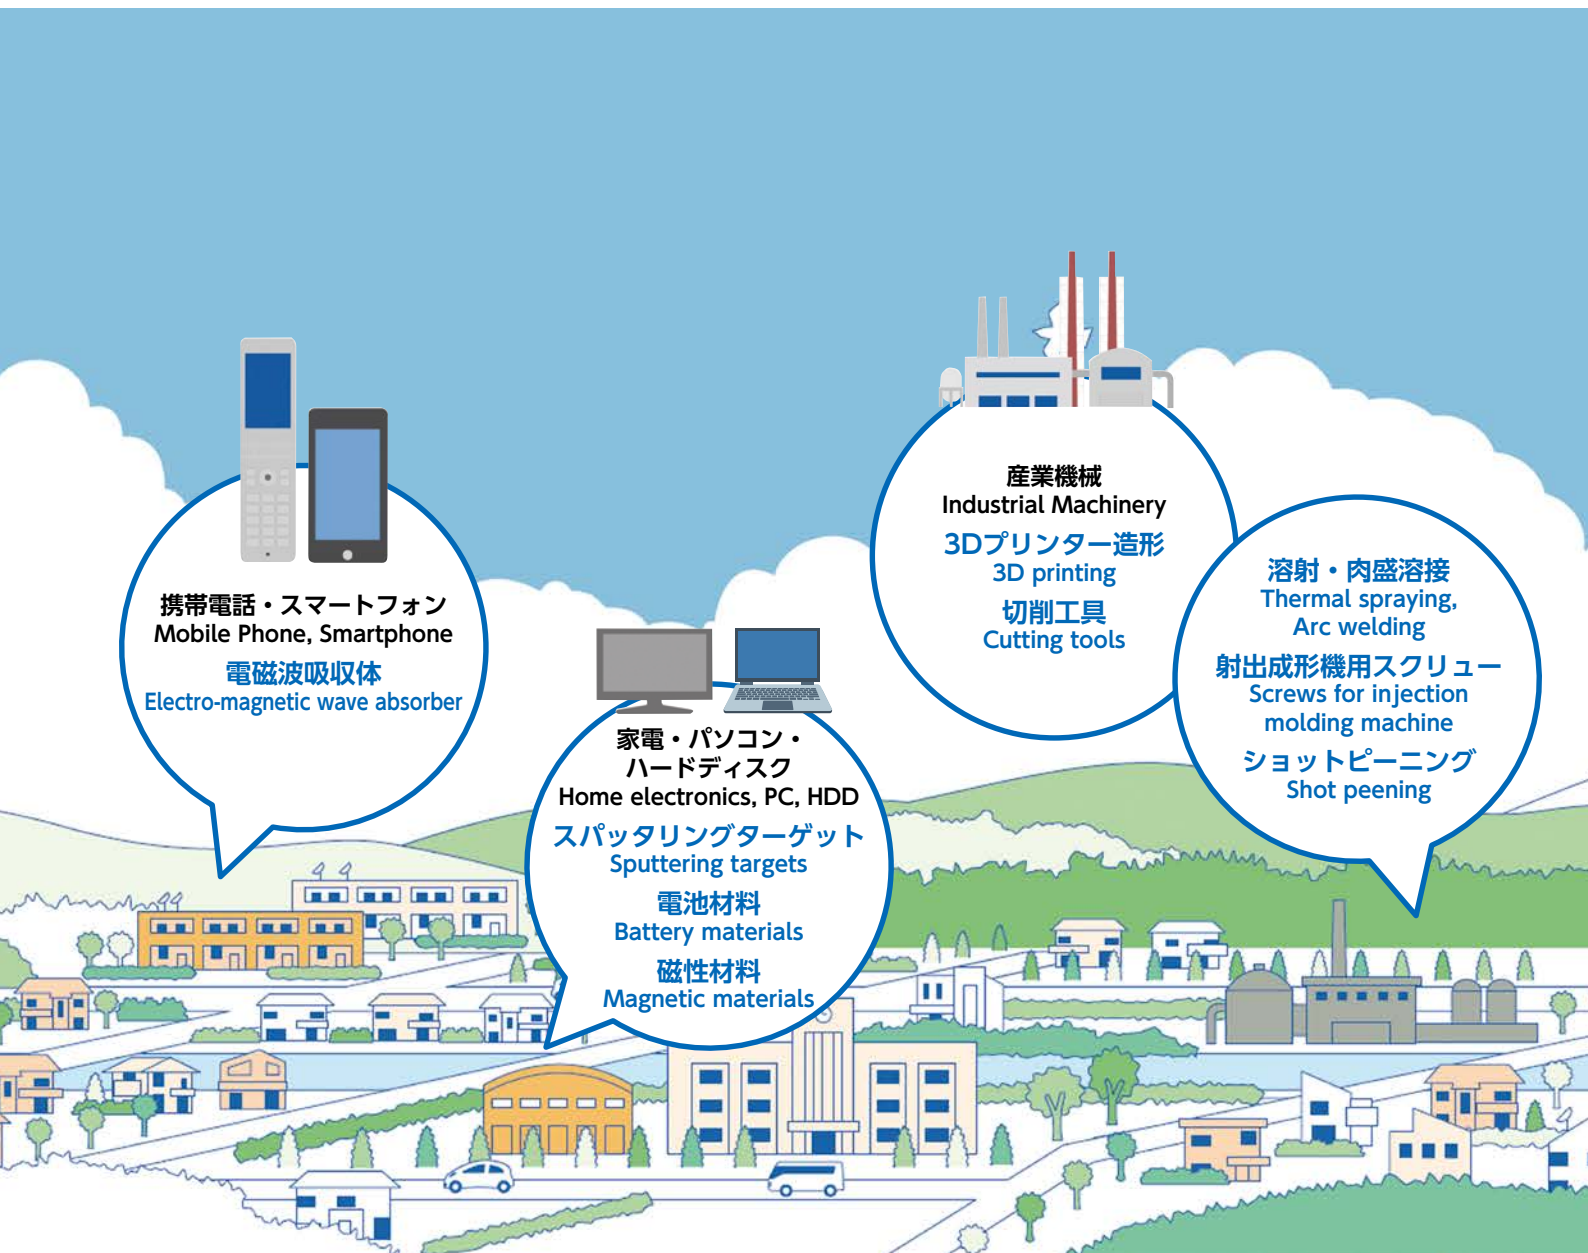 携帯電話・スマートフォン
Mobile Phone, Smartphone
電磁波吸収体
Electro-magnetic wave absorber
家電・パソコン・
ハードディスク
Home electronics, PC, HDD
スパッタリングターゲット
Sputtering targets
電池材料
Battery materials
磁性材料
Magnetic materials
産業機械
Industrial Machinery
3Dプリンター造形
3D printing
切削工具
Cutting tools
溶射・肉盛溶接
Thermal spraying,
Arc welding
射出成形機用スクリュー
Screws for injection
molding machine
ショットピーニング
Shot peening